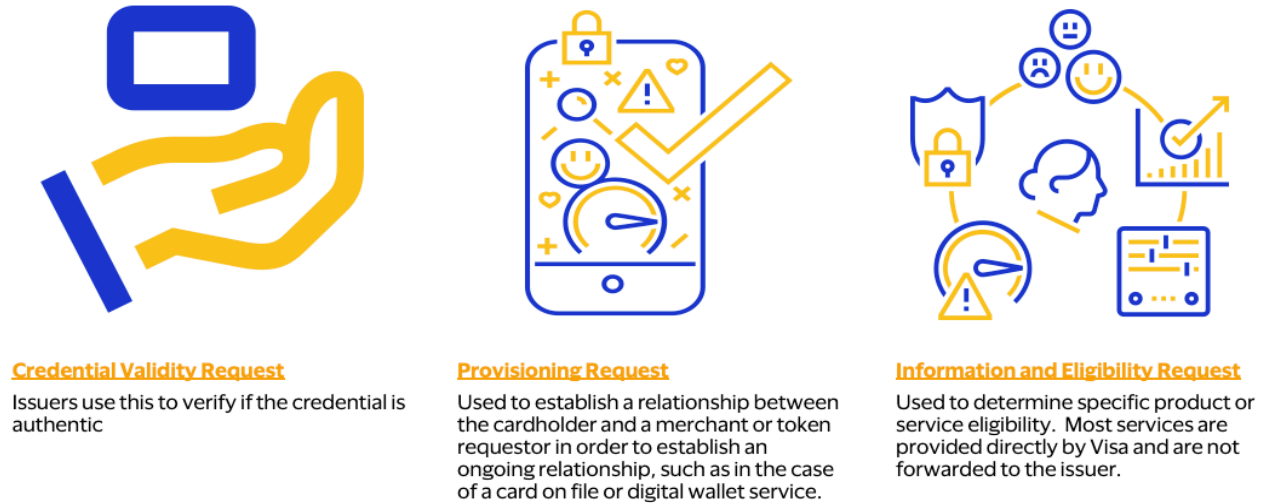 Credential Validity Request
Issuers use this to verify if the credential is
authentic
Provisioning Request
Used to establish a relationship between
the cardholder and a merchant or token
requestor in order to establish an
ongoing relationship, such as in the case
of a card on file or digital wallet service.
Information and Eligibility Request
Used to determine specific product or
service eligibility.  Most services are
provided directly by Visa and are not
forwarded to the issuer.